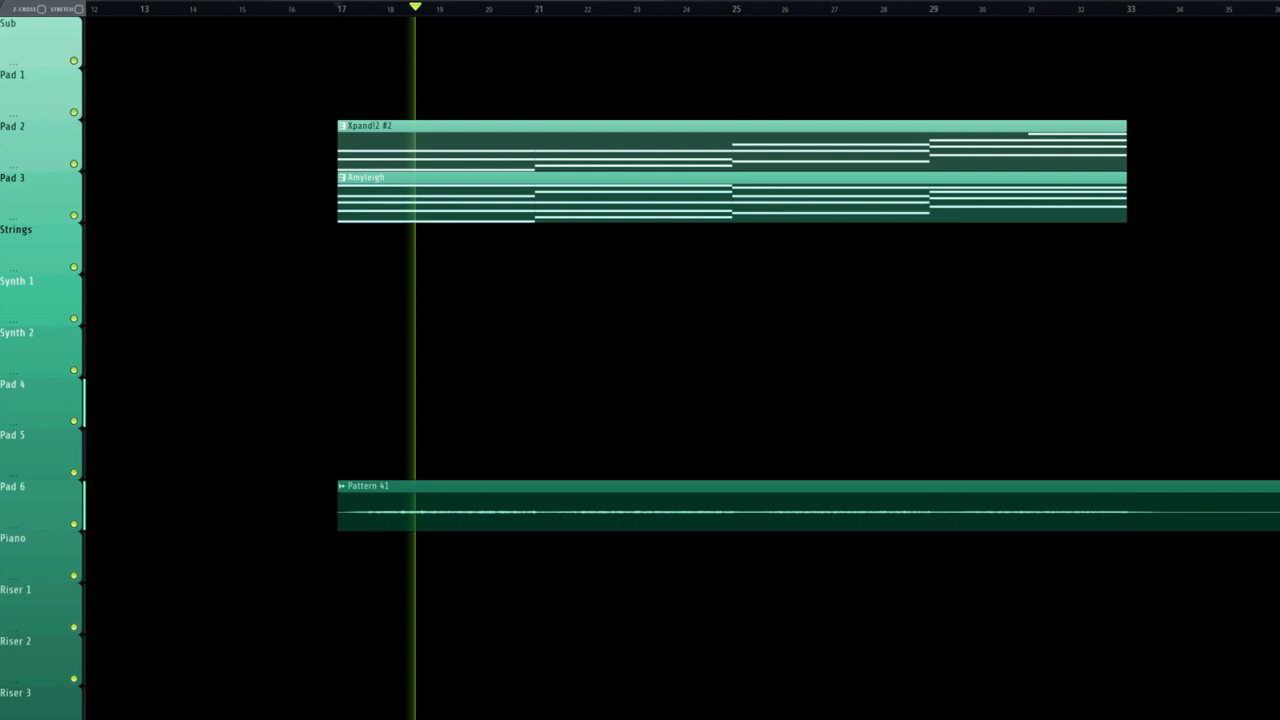 Z-CROSS STRETCH 12 13 14 15 16 17 18 19 20 21 22 23 24 25 26 27 28 29 30 31 32 33 34 35
Sub
...
Pad 1
...
Pad 2
Xpand!2 #2
...
Pad 3
Amyleigh
...
Strings
...
Synth 1
...
Synth 2
...
Pad 4
...
Pad 5
...
Pad 6
Pattern 41
...
Piano
...
Riser 1
...
Riser 2
...
Riser 3